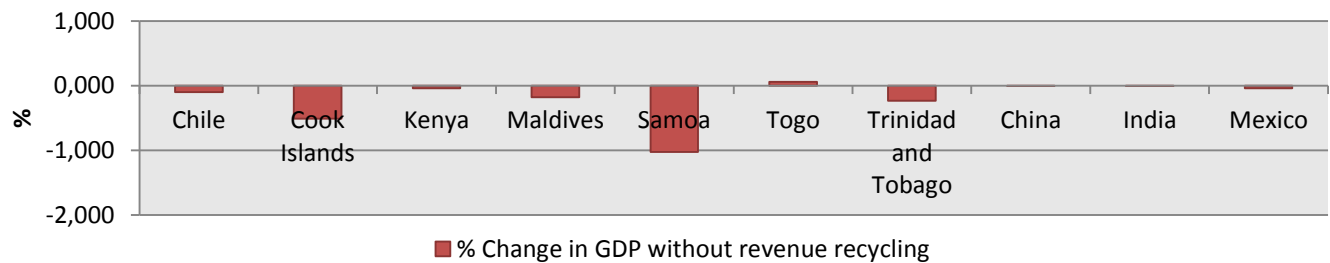 1,000
0,000
-1,000
-2,000
%
Chile
Cook
Islands
Kenya
Maldives
Samoa
Togo
Trinidad
and
Tobago
China
India
Mexico
% Change in GDP without revenue recycling